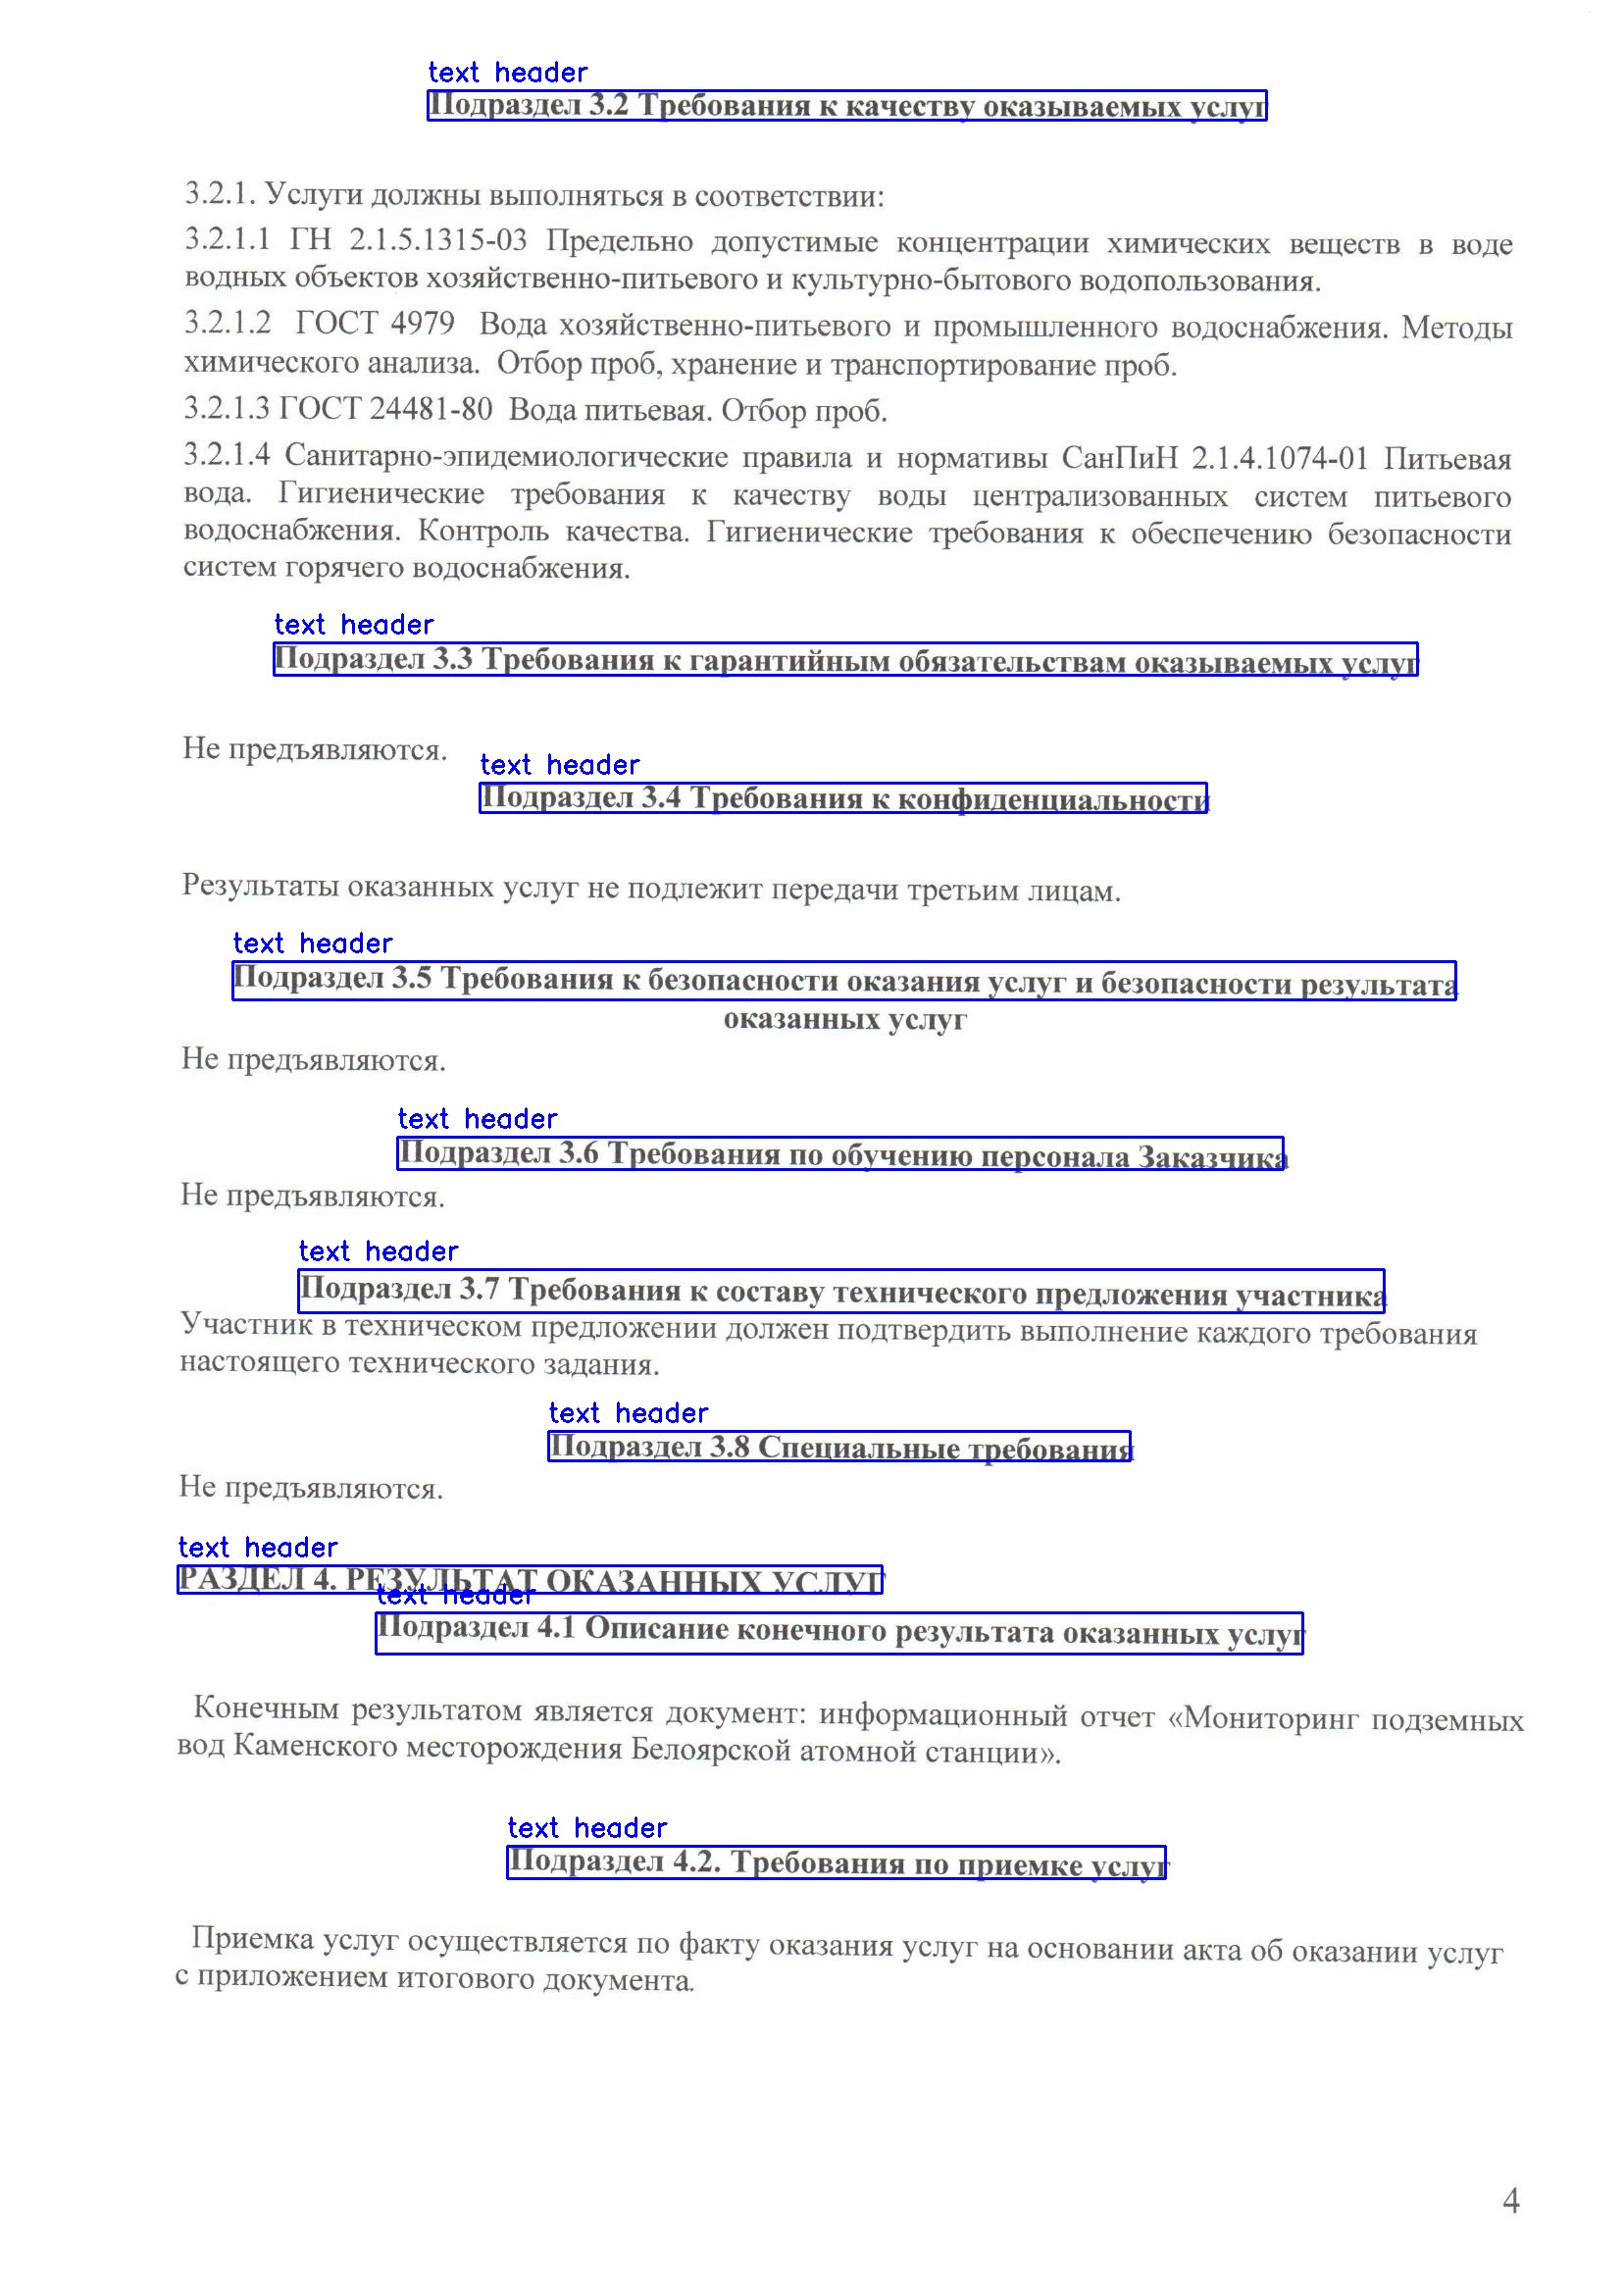 text header
Подраздел 3.2 Требования к качеству оказываемых услуг
3.2.1. Услуги должны выполняться в соответствии:
3.2.1.1 ГН 2.1.5.1315-03 Предельно допустимые концентрации химических веществ в воде
водных объектов хозяйственно-питьевого и культурно-бытового водопользования.
3.2.1.2 ГОСТ 4979 Вода хозяйственно-питьевого и промышленного водоснабжения. Методы
химического анализа. Отбор проб, хранение и транспортирование проб.
3.2.1.3 ГОСТ 24481-80 Вода питьевая. Отбор проб.
3.2.1.4 Санитарно-эпидемиологические правила и нормативы СанПиН 2.1.4.1074-01 Питьевая
вода. Гигиенические требования к качеству воды централизованных систем питьевого
водоснабжения. Контроль качества. Гигиенические требования к обеспечению безопасности
систем горячего водоснабжения.
text header
Подраздел 3.3 Требования к гарантийным обязательствам оказываемых услуг
Не предъявляются.
text header
Подраздел 3.4 Требования к конфиденциальности
Результаты оказанных услуг не подлежит передачи третьим лицам.
text header
Подраздел 3.5 Требования к безопасности оказания услуг и безопасности результата
оказанных услуг
Не предъявляются.
text header
Подраздел 3.6 Требования по обучению персонала Заказчика
Не предъявляются.
text header
Подраздел 3.7 Требования к составу технического предложения участника
Участник в техническом предложении должен подтвердить выполнение каждого требования
настоящего технического задания.
text header
Подраздел 3.8 Специальные требования
Не предъявляются.
text header
РАЗДЕЛ 4. РЕЗУЛЬТАТ ОКАЗАННЫХ УСЛУГ
text header
Подраздел 4.1 Описание конечного результата оказанных услуг
Конечным результатом является документ: информационный отчет «Мониторинг подземных
вод Каменского месторождения Белоярской атомной станции».
text header
Подраздел 4.2. Требования по приемке услуг
Приемка услуг осуществляется по факту оказания услуг на основании акта об оказании услуг
с приложением итогового документа.
4